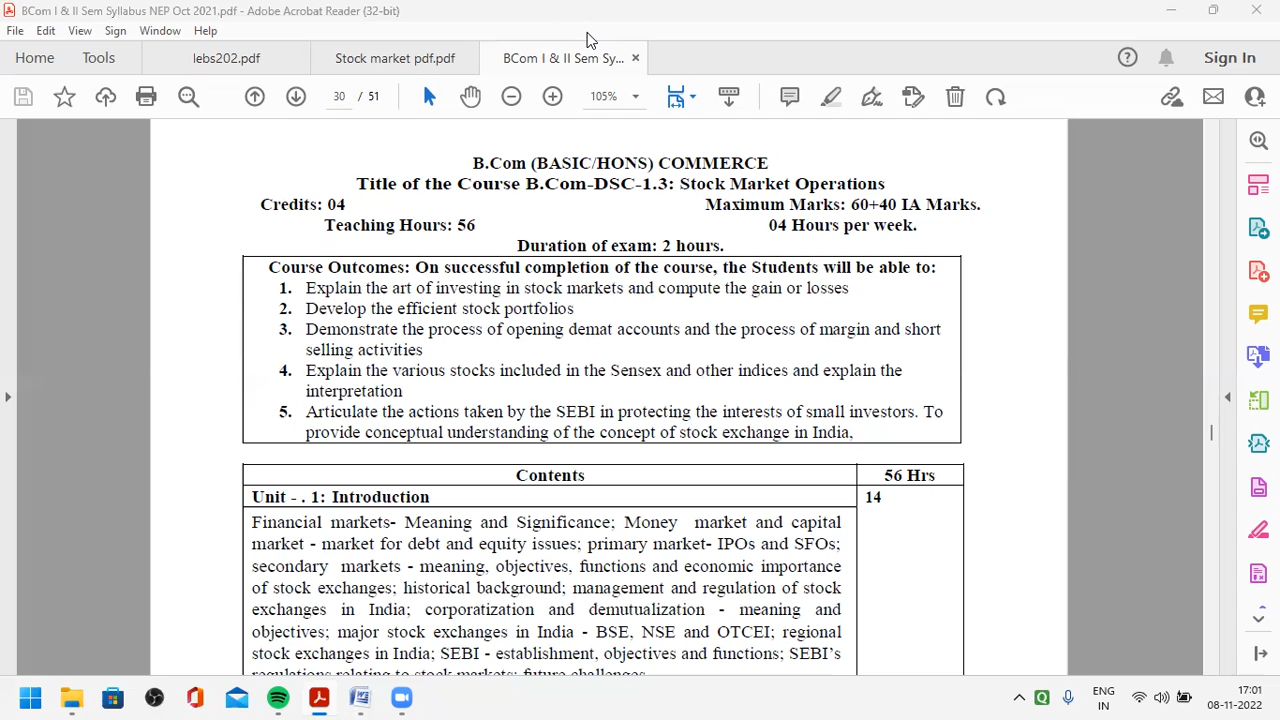 BCom I & II Sem Syllabus NEP Oct 2021.pdf - Adobe Acrobat Reader (32-bit)
File Edit View Sign Window Help
Home Tools lebs202.pdf Stock market pdf.pdf BCom I & II Sem Sy...
Sign In
30 / 51 105%
B.Com (BASIC/HONS) COMMERCE
Title of the Course B.Com-DSC-1.3: Stock Market Operations
Credits: 04 Maximum Marks: 60+40 IA Marks.
Teaching Hours: 56 04 Hours per week.
Duration of exam: 2 hours.
Course Outcomes: On successful completion of the course, the Students will be able to:
1. Explain the art of investing in stock markets and compute the gain or losses
2. Develop the efficient stock portfolios
3. Demonstrate the process of opening demat accounts and the process of margin and short
selling activities
4. Explain the various stocks included in the Sensex and other indices and explain the
interpretation
5. Articulate the actions taken by the SEBI in protecting the interests of small investors. To
provide conceptual understanding of the concept of stock exchange in India,
Contents 56 Hrs
Unit - . 1: Introduction 14
Financial markets- Meaning and Significance; Money market and capital
market - market for debt and equity issues; primary market- IPOs and SFOs;
secondary markets - meaning, objectives, functions and economic importance
of stock exchanges; historical background; management and regulation of stock
exchanges in India; corporatization and demutualization - meaning and
objectives; major stock exchanges in India - BSE, NSE and OTCEI; regional
stock exchanges in India; SEBI - establishment, objectives and functions; SEBI's
regulations relating to stock markets; future challenges
ENG
IN
17:01
08-11-2022